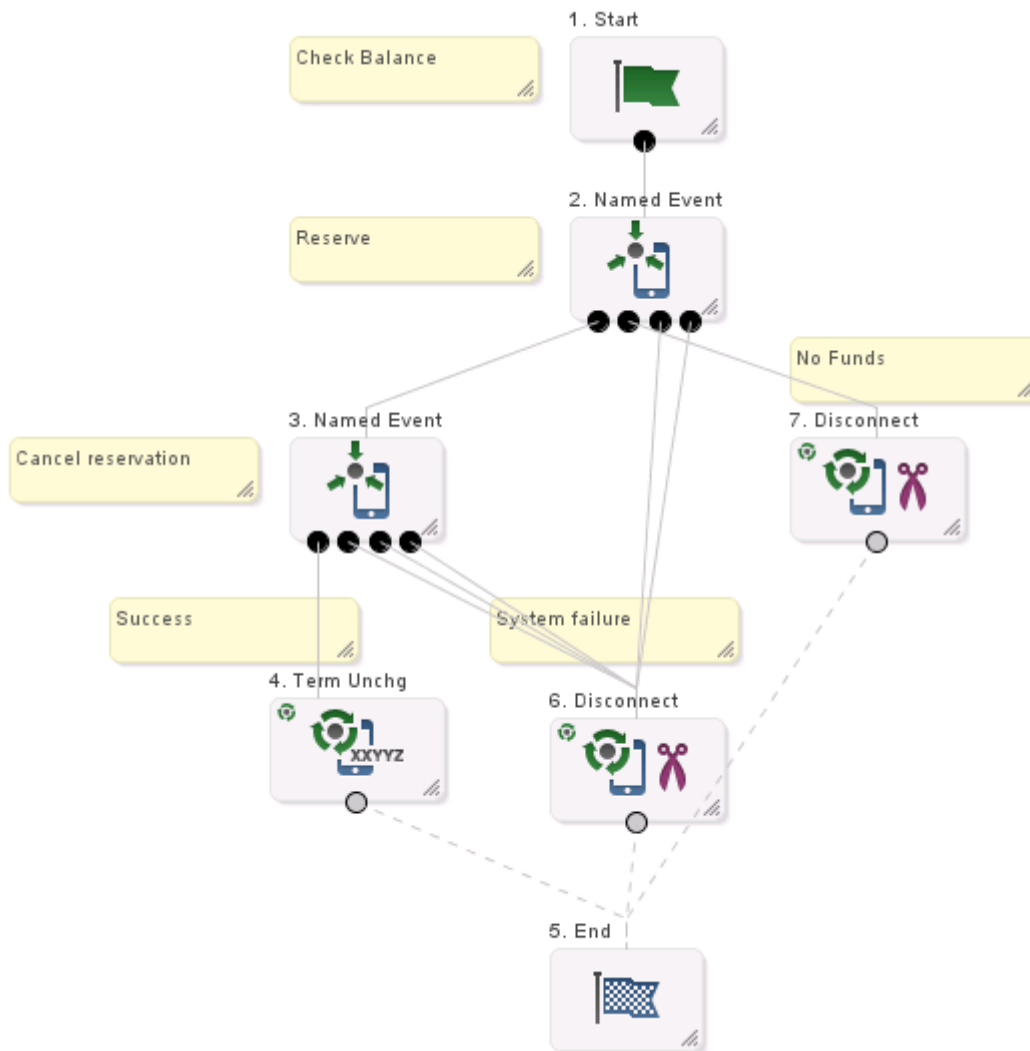 1. Start
Check Balance
2. Named Event
Reserve
No Funds
3. Named Event
7. Disconnect
Cancel reservation
Success
System failure
4. Term Unchg
6. Disconnect
XXYYZ
5. End